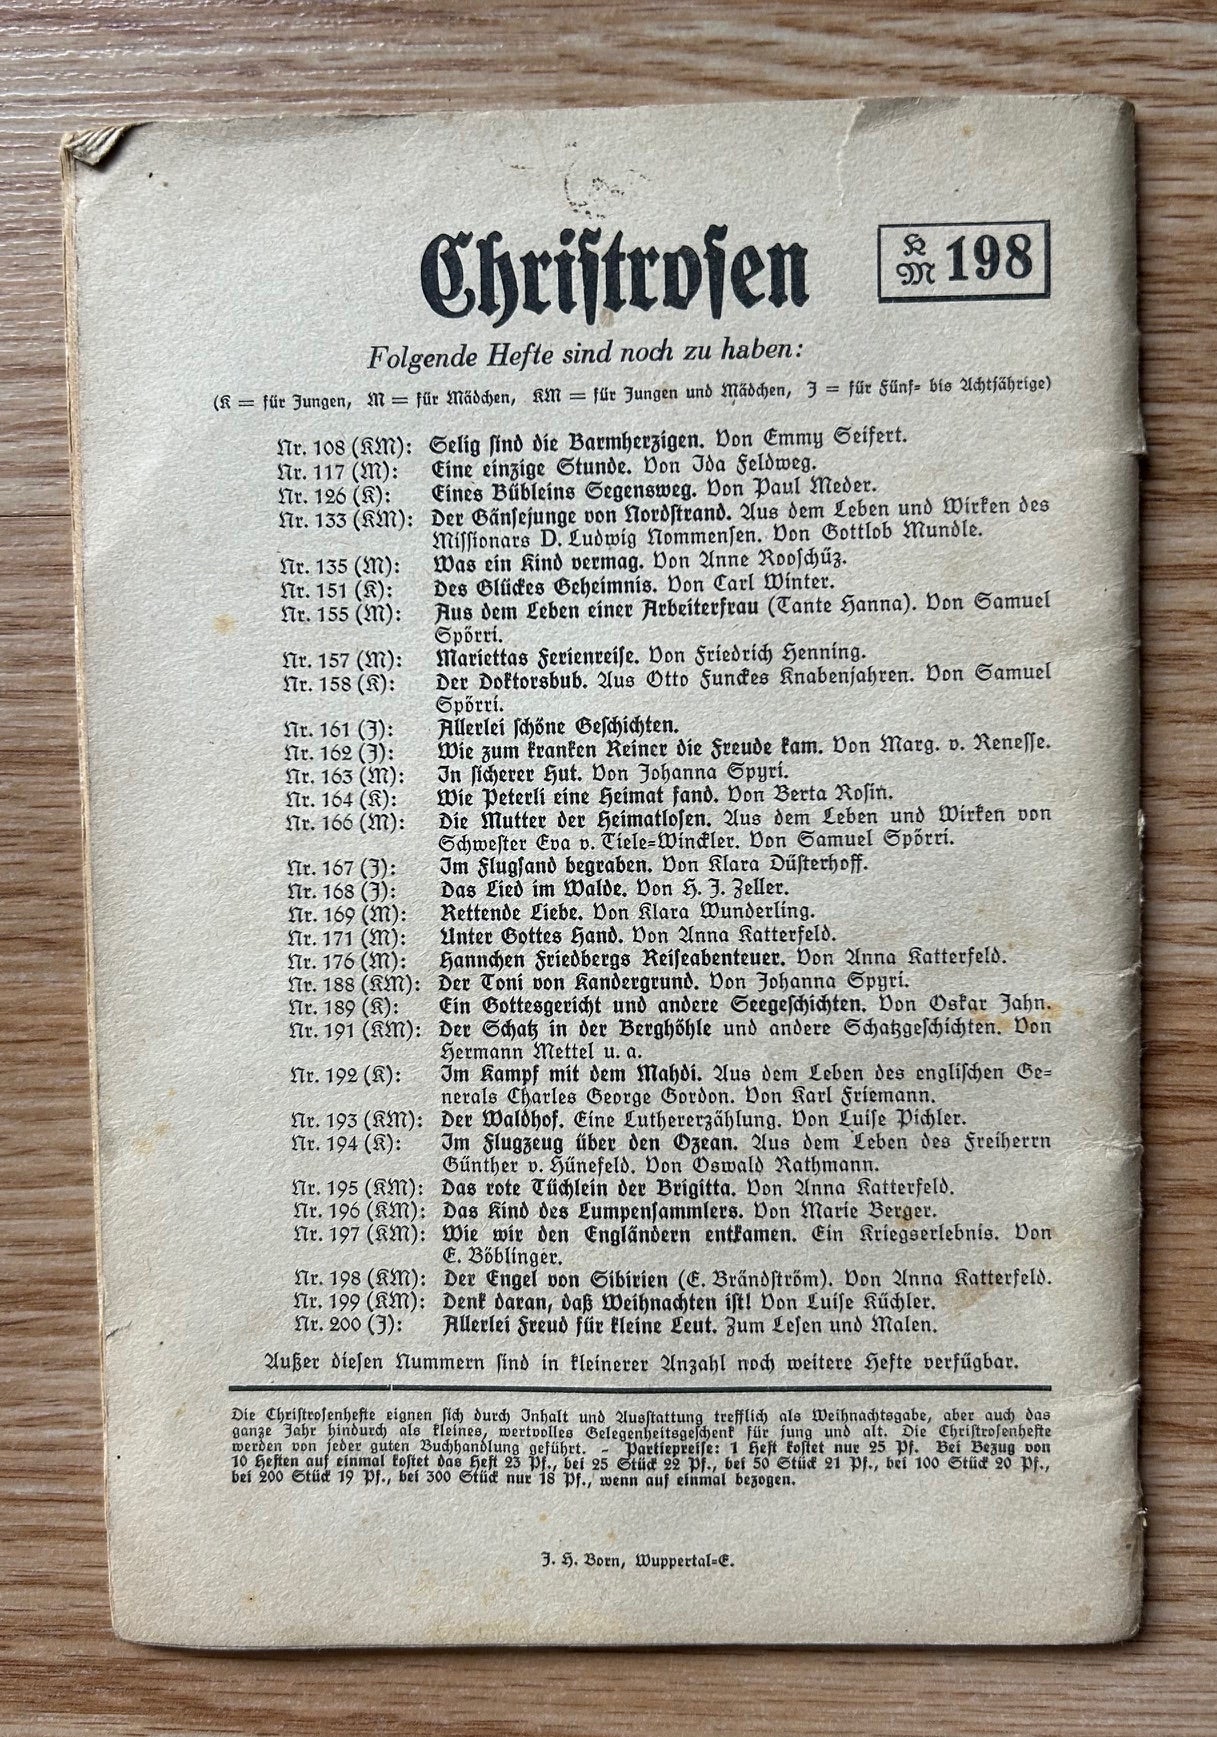 Christrosen
K
M 198
Folgende Hefte sind noch zu haben:
(K = für Jungen, M = für Mädchen, KM = für Jungen und Mädchen, J = für Fünf- bis Achtjährige)
Nr. 108 (KM): Selig sind die Barmherzigen. Von Emmy Seifert.
Nr. 117 (M): Eine einzige Stunde. Von Ida Feldweg.
Nr. 126 (K): Eines Bübleins Segensweg. Von Paul Meder.
Nr. 133 (KM): Der Gänsejunge von Nordstrand. Aus dem Leben und Wirken des
Missionars D. Ludwig Nommensen. Von Gottlob Mundle.
Nr. 135 (M): Was ein Kind vermag. Von Anne Rooschüz.
Nr. 151 (K): Des Glückes Geheimnis. Von Carl Winter.
Nr. 155 (M): Aus dem Leben einer Arbeiterfrau (Tante Hanna). Von Samuel
Spörri.
Nr. 157 (M): Mariettas Ferienreise. Von Friedrich Henning.
Nr. 158 (K): Der Doktorsbub. Aus Otto Funckes Knabenjahren. Von Samuel
Spörri.
Nr. 161 (J): Allerlei schöne Geschichten.
Nr. 162 (J): Wie zum kranken Reiner die Freude kam. Von Marg. v. Renesse.
Nr. 163 (M): In sicherer Hut. Von Johanna Spyri.
Nr. 164 (K): Wie Peterli eine Heimat fand. Von Berta Rosin.
Nr. 166 (M): Die Mutter der Heimatlosen. Aus dem Leben und Wirken von
Schwester Eva v. Tiele-Winckler. Von Samuel Spörri.
Nr. 167 (J): Im Flugsand begraben. Von Klara Düsterhoff.
Nr. 168 (J): Das Lied im Walde. Von H. J. Zeller.
Nr. 169 (M): Rettende Liebe. Von Klara Wunderling.
Nr. 171 (M): Unter Gottes Hand. Von Anna Katterfeld.
Nr. 176 (M): Hannchen Friedbergs Reiseabenteuer. Von Anna Katterfeld.
Nr. 188 (KM): Der Toni von Kandergrund. Von Johanna Spyri.
Nr. 189 (K): Ein Gottesgericht und andere Seegeschichten. Von Oskar Jahn.
Nr. 191 (KM): Der Schatz in der Berghöhle und andere Schatzgeschichten. Von
Hermann Mettel u. a.
Nr. 192 (K): Im Kampf mit dem Mahdi. Aus dem Leben des englischen Ge-
nerals Charles George Gordon. Von Karl Friemann.
Nr. 193 (KM): Der Waldhof. Eine Luthererzählung. Von Luise Pichler.
Nr. 194 (K): Im Flugzeug über den Ozean. Aus dem Leben des Freiherrn
Günther v. Hünefeld. Von Oswald Rathmann.
Nr. 195 (KM): Das rote Tüchlein der Brigitta. Von Anna Katterfeld.
Nr. 196 (KM): Das Kind des Lumpensammlers. Von Marie Berger.
Nr. 197 (KM): Wie wir den Engländern entkamen. Ein Kriegserlebnis. Von
E. Böblinger.
Nr. 198 (KM): Der Engel von Sibirien (E. Brändström). Von Anna Katterfeld.
Nr. 199 (KM): Denk daran, daß Weihnachten ist! Von Luise Küchler.
Nr. 200 (J): Allerlei Freud für kleine Leut. Zum Lesen und Malen.
Außer diesen Nummern sind in kleinerer Anzahl noch weitere Hefte verfügbar.
Die Christrosenhefte eignen sich durch Inhalt und Ausstattung trefflich als Weihnachtsgabe, aber auch das
ganze Jahr hindurch als kleines, wertvolles Gelegenheitsgeschenk für jung und alt. Die Christrosenhefte
werden von jeder guten Buchhandlung geführt. – Partiepreise: 1 Heft kostet nur 25 Pf. Bei Bezug von
10 Heften auf einmal kostet das Heft 23 Pf., bei 25 Stück 22 Pf., bei 50 Stück 21 Pf., bei 100 Stück 20 Pf.,
bei 200 Stück 19 Pf., bei 300 Stück nur 18 Pf., wenn auf einmal bezogen.
J. H. Born, Wuppertal-E.